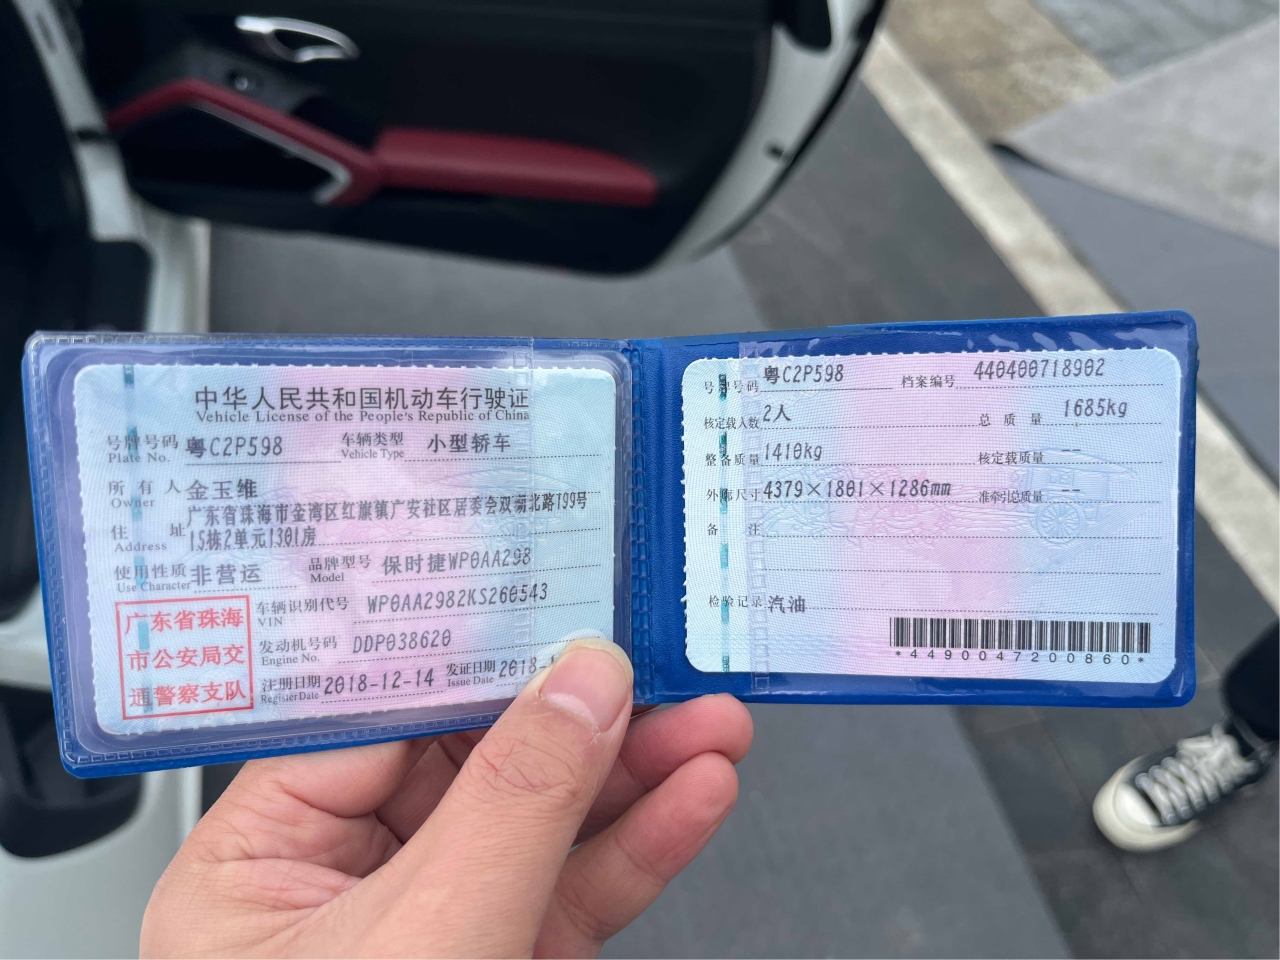 中华人民共和国机动车行驶证
Vehicle License of the People's Republic of China
号牌号码 粤C2P598 车辆类型 小型轿车
Plate No. Vehicle Type
所有人 金玉维
Owner
住址 广东省珠海市金湾区红旗镇广安社区居委会双湖北路199号
Address 15栋2单元1301房
使用性质 非营运 品牌型号 保时捷WP0AA298
Use Character Model
广东省珠海
市公安局交
通警察支队
车辆识别代号 WP0AA2982KS260543
VIN
发动机号码 DDP038620
Engine No.
注册日期 2018-12-14 发证日期 2018-
Register Date Issue Date
号牌号码 粤C2P598 档案编号 440400718902
核定载人数 2人 总质量 1685kg
整备质量 1410kg 核定载质量 --
外廓尺寸 4379×1801×1286mm 准牵引总质量 --
备注
检验记录 汽油
*4490047200860*